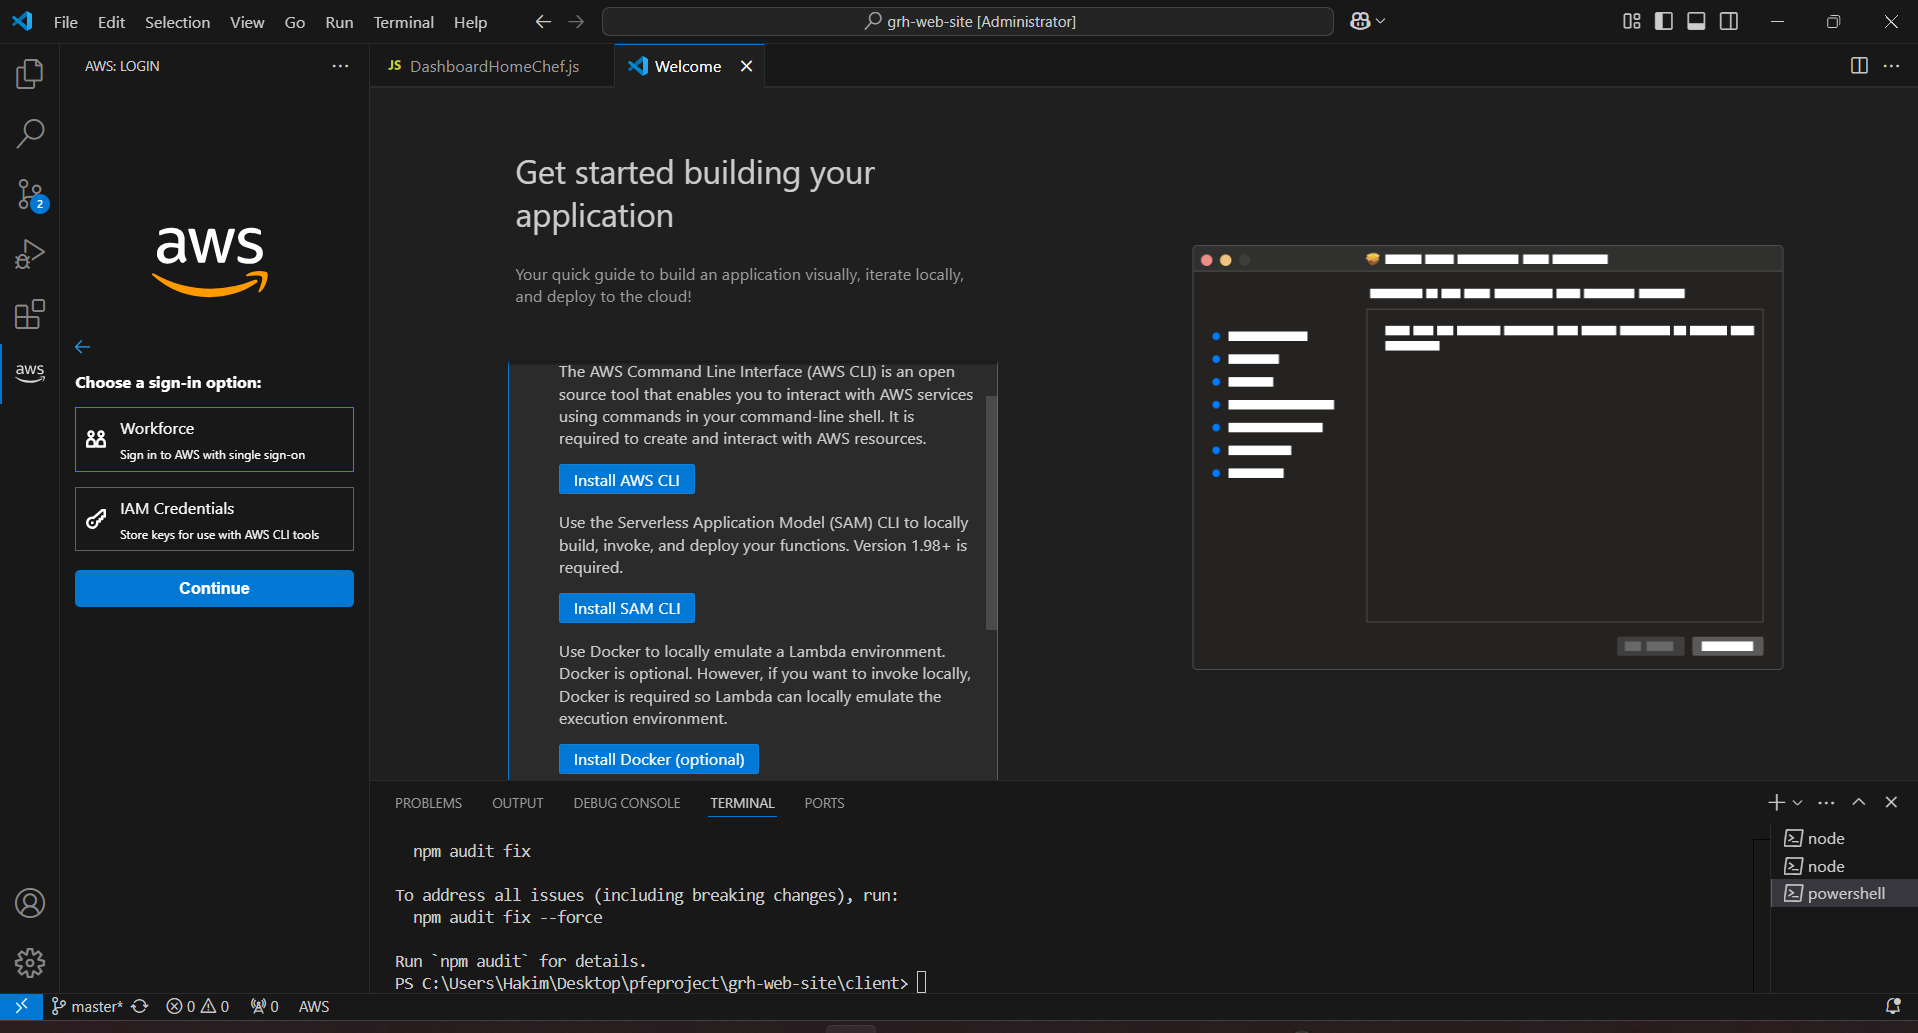 File Edit Selection View Go Run Terminal Help
grh-web-site [Administrator]
AWS: LOGIN
JS DashboardHomeChef.js
Welcome
2
aws
aws
Choose a sign-in option:
Workforce
Sign in to AWS with single sign-on
IAM Credentials
Store keys for use with AWS CLI tools
Continue
Get started building your
application
Your quick guide to build an application visually, iterate locally,
and deploy to the cloud!
The AWS Command Line Interface (AWS CLI) is an open
source tool that enables you to interact with AWS services
using commands in your command-line shell. It is
required to create and interact with AWS resources.
Install AWS CLI
Use the Serverless Application Model (SAM) CLI to locally
build, invoke, and deploy your functions. Version 1.98+ is
required.
Install SAM CLI
Use Docker to locally emulate a Lambda environment.
Docker is optional. However, if you want to invoke locally,
Docker is required so Lambda can locally emulate the
execution environment.
Install Docker (optional)
PROBLEMS OUTPUT DEBUG CONSOLE TERMINAL PORTS
npm audit fix
To address all issues (including breaking changes), run:
npm audit fix --force
Run `npm audit` for details.
PS C:\Users\Hakim\Desktop\pfeproject\grh-web-site\client>
node
node
powershell
master* 0 0 0 AWS